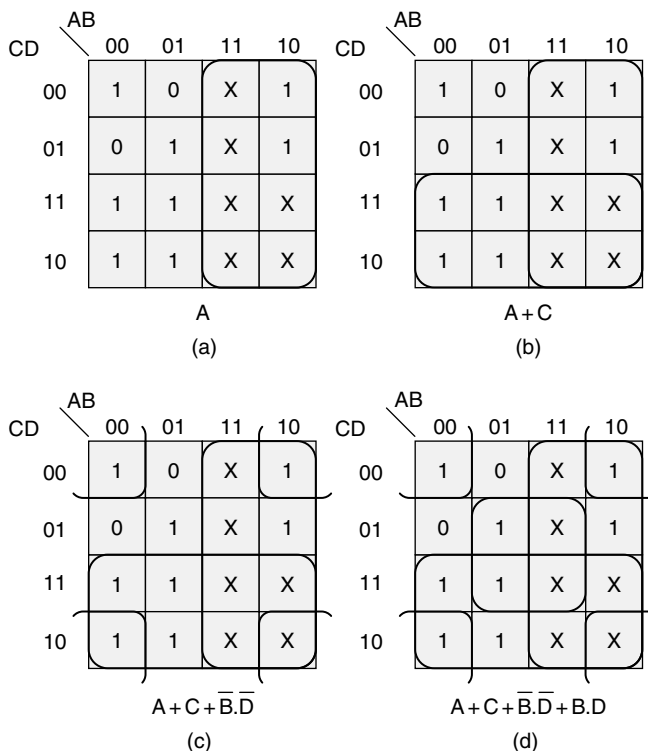 AB AB
CD 00 01 11 10 CD 00 01 11 10
00 1 0 X 1 00 1 0 X 1
01 0 1 X 1 01 0 1 X 1
11 1 1 X X 11 1 1 X X
10 1 1 X X 10 1 1 X X
A A + C
(a) (b)
AB AB
CD 00 01 11 10 CD 00 01 11 10
00 1 0 X 1 00 1 0 X 1
01 0 1 X 1 01 0 1 X 1
11 1 1 X X 11 1 1 X X
10 1 1 X X 10 1 1 X X
A + C + B̅.D̅ A + C + B̅.D̅ + B.D
(c) (d)